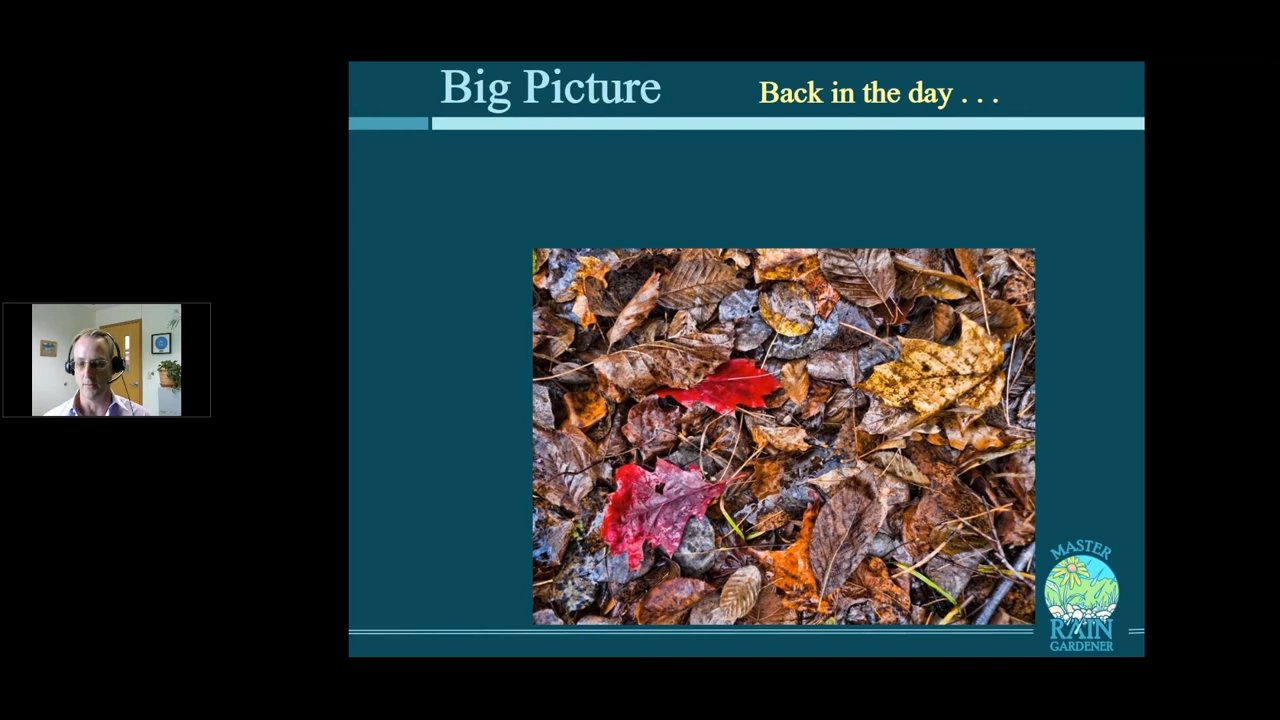 Big Picture
Back in the day . . .
MASTER
RAIN
GARDENER